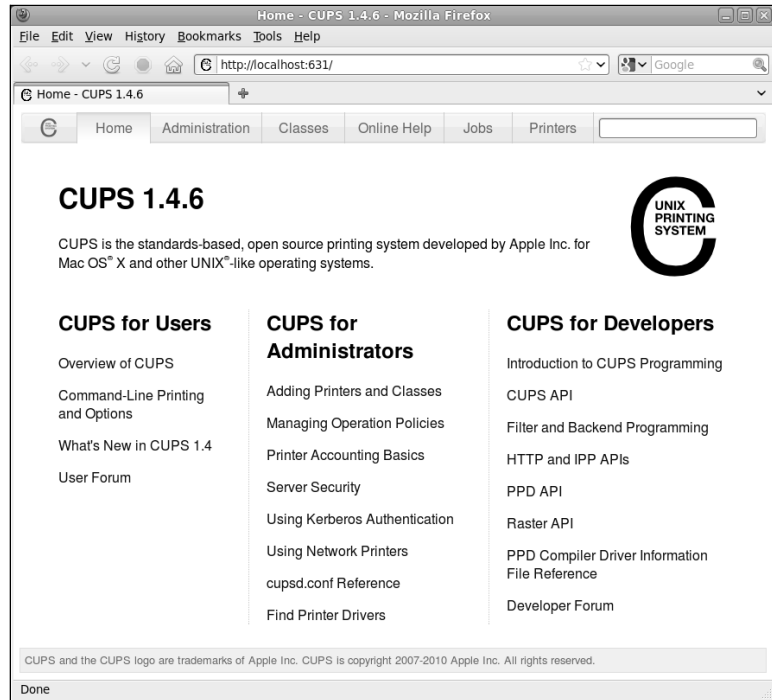 Home - CUPS 1.4.6 - Mozilla Firefox
File Edit View History Bookmarks Tools Help
http://localhost:631/
Google
Home - CUPS 1.4.6
Home Administration Classes Online Help Jobs Printers
CUPS 1.4.6
CUPS is the standards-based, open source printing system developed by Apple Inc. for
Mac OS® X and other UNIX®-like operating systems.
UNIX
PRINTING
SYSTEM
CUPS for Users
Overview of CUPS
Command-Line Printing
and Options
What's New in CUPS 1.4
User Forum
CUPS for
Administrators
Adding Printers and Classes
Managing Operation Policies
Printer Accounting Basics
Server Security
Using Kerberos Authentication
Using Network Printers
cupsd.conf Reference
Find Printer Drivers
CUPS for Developers
Introduction to CUPS Programming
CUPS API
Filter and Backend Programming
HTTP and IPP APIs
PPD API
Raster API
PPD Compiler Driver Information
File Reference
Developer Forum
CUPS and the CUPS logo are trademarks of Apple Inc. CUPS is copyright 2007-2010 Apple Inc. All rights reserved.
Done